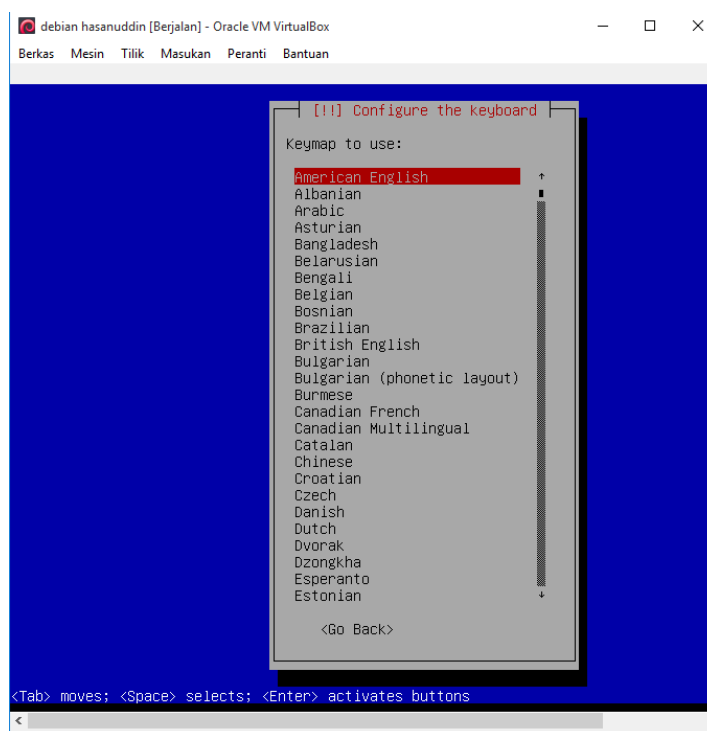 debian hasanuddin [Berjalan] - Oracle VM VirtualBox
Berkas Mesin Tilik Masukan Peranti Bantuan
[!!] Configure the keyboard
Keymap to use:
American English
Albanian
Arabic
Asturian
Bangladesh
Belarusian
Bengali
Belgian
Bosnian
Brazilian
British English
Bulgarian
Bulgarian (phonetic layout)
Burmese
Canadian French
Canadian Multilingual
Catalan
Chinese
Croatian
Czech
Danish
Dutch
Dvorak
Dzongkha
Esperanto
Estonian
<Go Back>
<Tab> moves; <Space> selects; <Enter> activates buttons